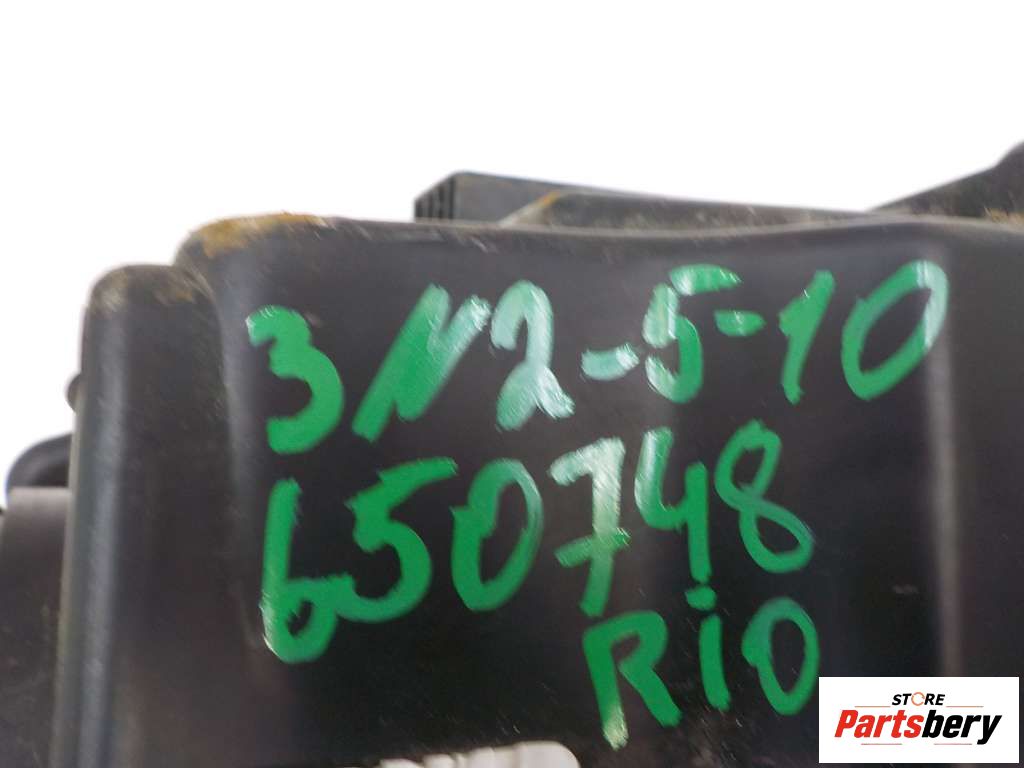 3N2-5-10
650748
RiO
STORE
Partsbery